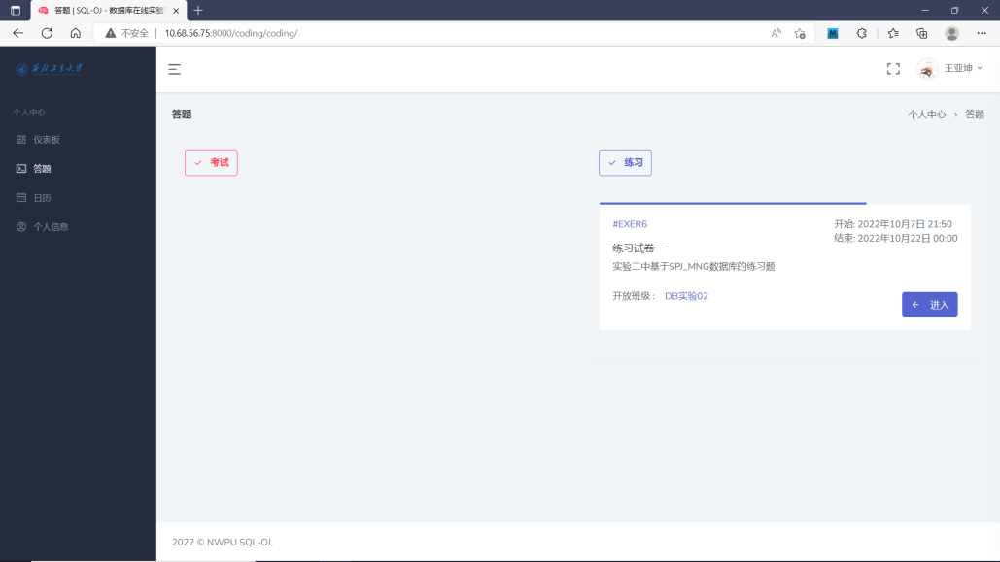 答题 | SQL-OJ - 数据库在线实验
不安全
10.68.56.75:8000/coding/coding/
西北工业大学
王亚坤
个人中心
仪表板
答题
日历
个人信息
答题
个人中心 > 答题
考试
练习
#EXER6
开始: 2022年10月7日 21:50
结束: 2022年10月22日 00:00
练习试卷一
实验二中基于SPJ_MNG数据库的练习题
开放班级： DB实验02
进入
2022 © NWPU SQL-OJ.